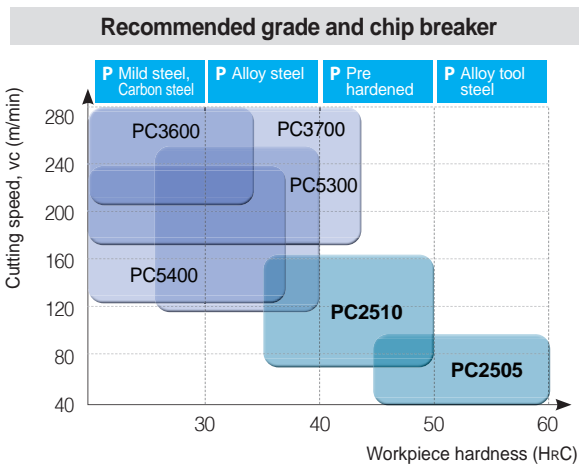 Recommended grade and chip breaker
P Mild steel,
Carbon steel
P Alloy steel
P Pre
hardened
P Alloy tool
steel
Cutting speed, vc (m/min)
280
240
200
160
120
80
40
PC3600
PC3700
PC5300
PC5400
PC2510
PC2505
30
40
50
60
Workpiece hardness (HRC)